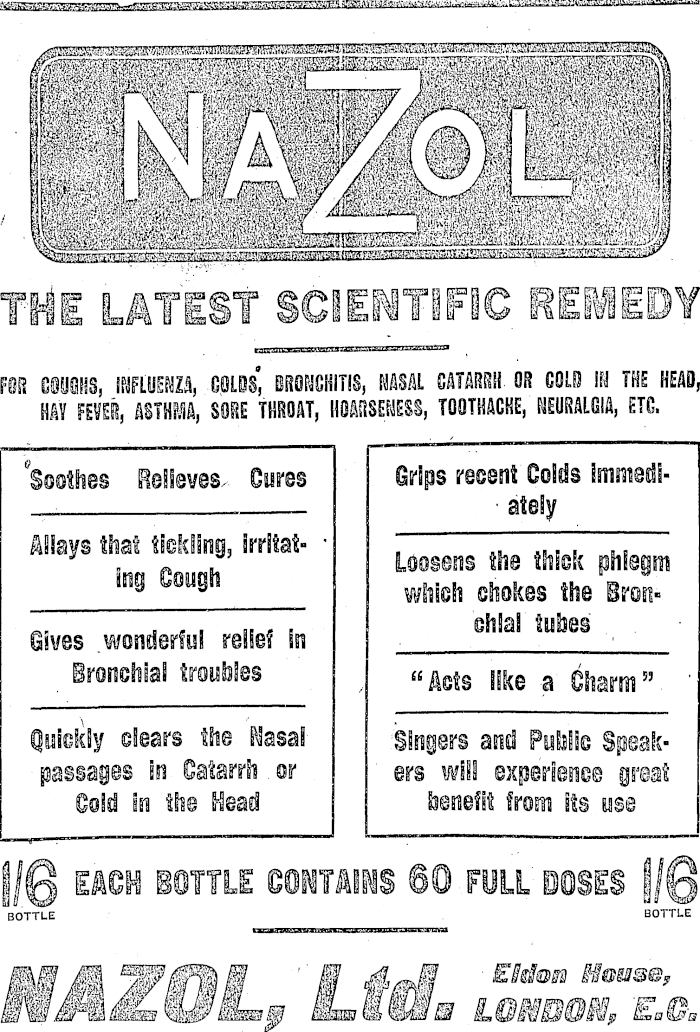 NAZOL
THE LATEST SCIENTIFIC REMEDY
FOR COUGHS, INFLUENZA, COLDS, BRONCHITIS, NASAL CATARRH OR COLD IN THE HEAD,
HAY FEVER, ASTHMA, SORE THROAT, HOARSENESS, TOOTHACHE, NEURALGIA, ETC.
Soothes Relieves Cures
Allays that tickling, irritat-
ing Cough
Gives wonderful relief in
Bronchial troubles
Quickly clears the Nasal
passages in Catarrh or
Cold in the Head
Grips recent Colds immedi-
ately
Loosens the thick phlegm
which chokes the Bron-
chial tubes
"Acts like a Charm"
Singers and Public Speak-
ers will experience great
benefit from its use
1/6 EACH BOTTLE CONTAINS 60 FULL DOSES 1/6
BOTTLE BOTTLE
NAZOL, Ltd. Eldon House,
LONDON, E.C.